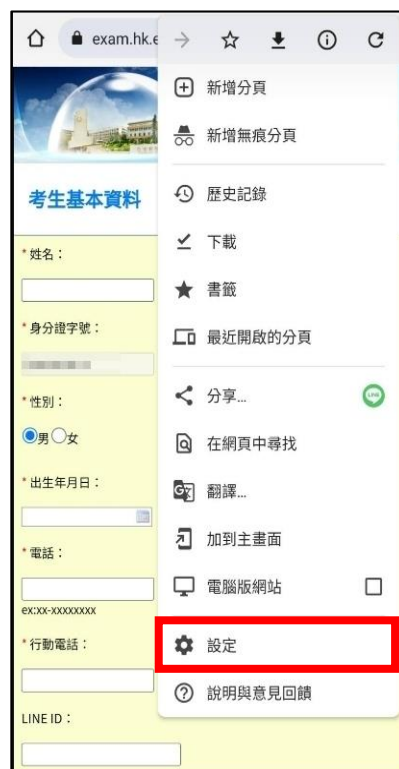 exam.hk.e
新增分頁
新增無痕分頁
歷史記錄
下載
書籤
最近開啟的分頁
分享...
LINE
在網頁中尋找
翻譯...
加到主畫面
電腦版網站
設定
說明與意見回饋
考生基本資料
*姓名：
*身分證字號：
*性別：
男 女
*出生年月日：
*電話：
ex:xx-xxxxxxxx
*行動電話：
LINE ID：